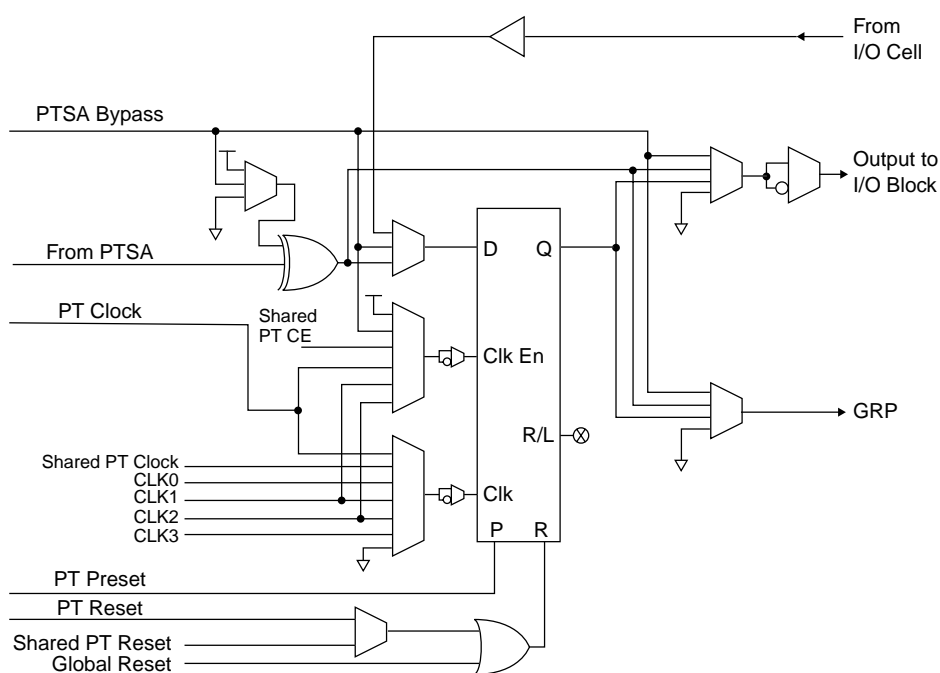 From
I/O Cell
PTSA Bypass
Output to
I/O Block
From PTSA
D
Q
PT Clock
Shared
PT CE
Clk En
GRP
R/L
Shared PT Clock
CLK0
CLK1
CLK2
CLK3
Clk
P
R
PT Preset
PT Reset
Shared PT Reset
Global Reset